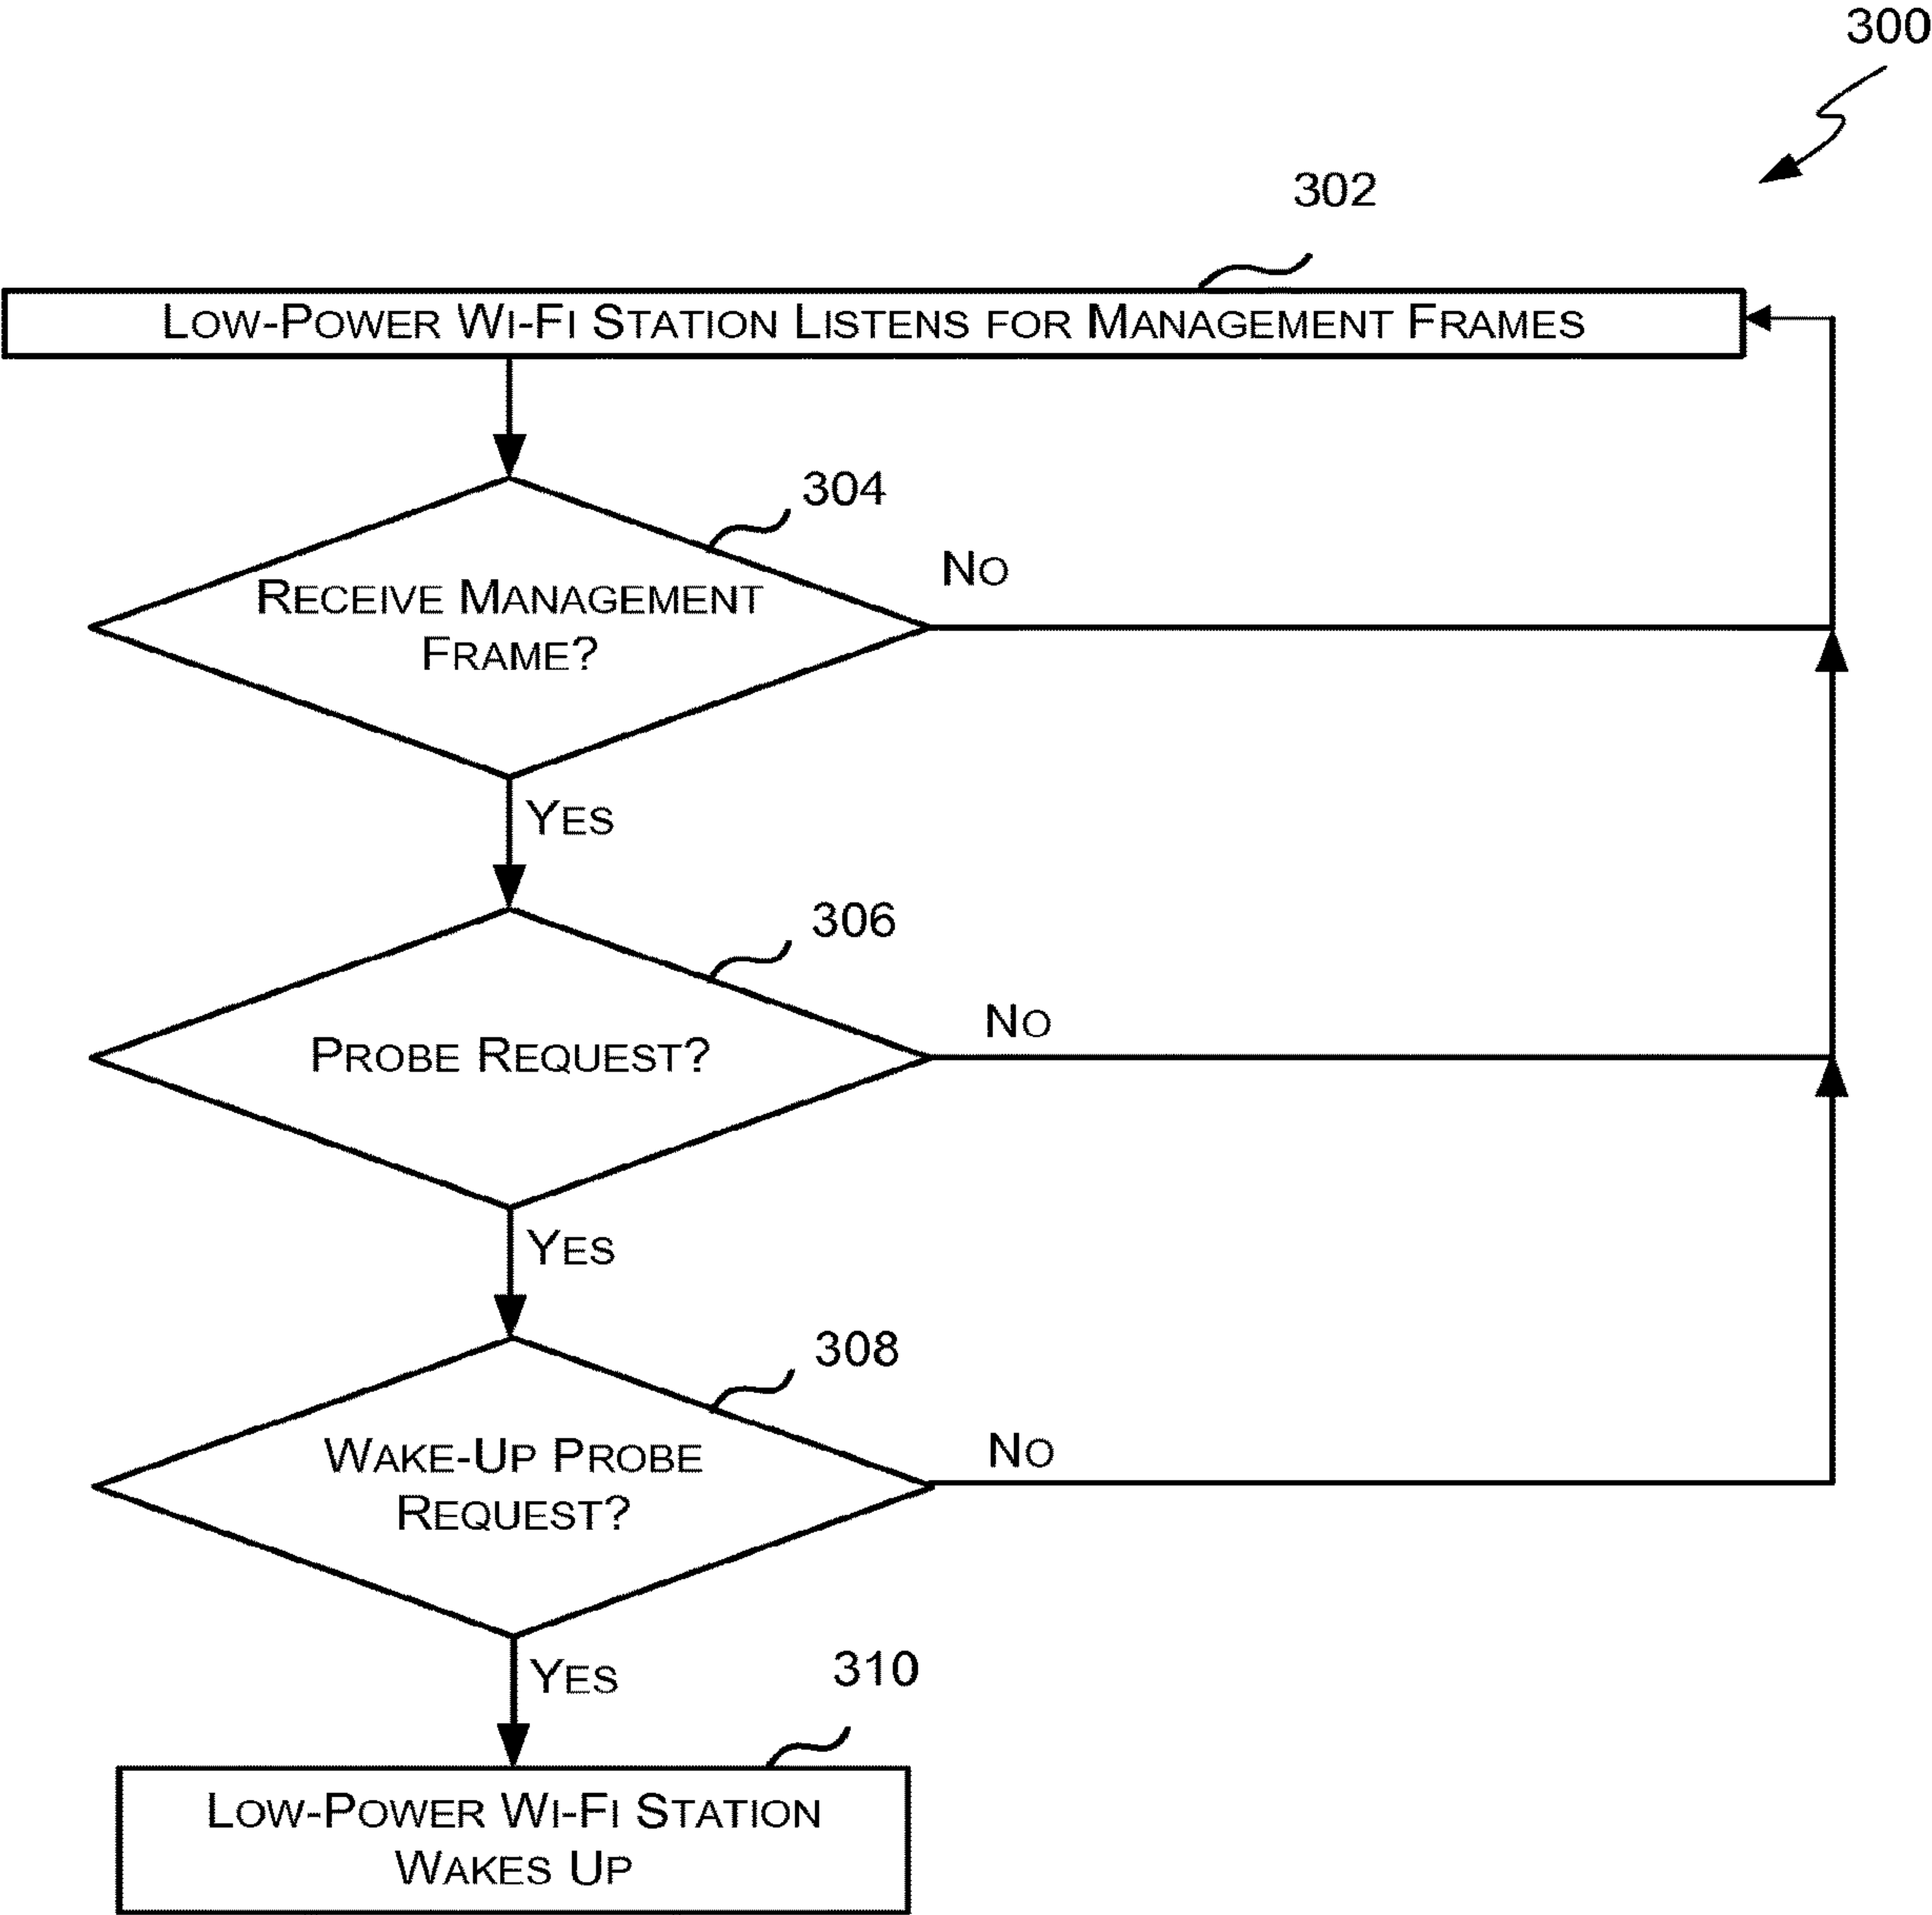 300
302
Low-Power Wi-Fi Station Listens for Management Frames
304
Receive Management
Frame?
No
Yes
306
Probe Request?
No
Yes
308
Wake-Up Probe
Request?
No
Yes
310
Low-Power Wi-Fi Station
Wakes Up